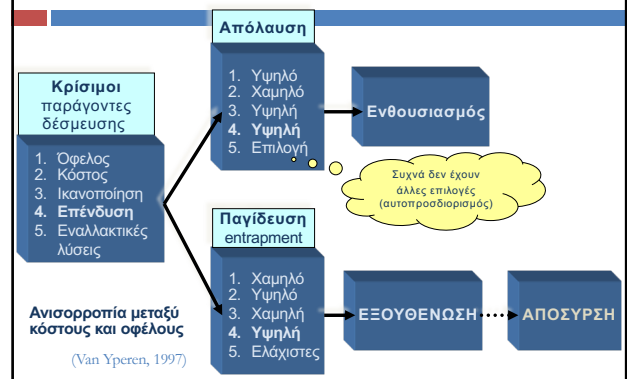 Κρίσιμοι
παράγοντες
δέσμευσης
1. Όφελος
2. Κόστος
3. Ικανοποίηση
4. Επένδυση
5. Εναλλακτικές
λύσεις
Απόλαυση
1. Υψηλό
2. Χαμηλό
3. Υψηλή
4. Υψηλή
5. Επιλογή
Ενθουσιασμός
Συχνά δεν έχουν
άλλες επιλογές
(αυτοπροσδιορισμός)
Παγίδευση
entrapment
1. Χαμηλό
2. Υψηλό
3. Χαμηλή
4. Υψηλή
5. Ελάχιστες
ΕΞΟΥΘΕΝΩΣΗ
ΑΠΟΣΥΡΣΗ
Ανισορροπία μεταξύ
κόστους και οφέλους
(Van Yperen, 1997)